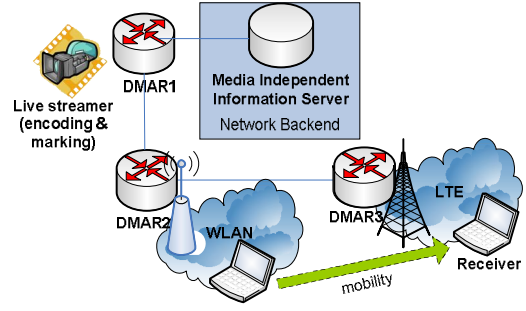 DMAR1
Media Independent
Information Server
Network Backend
Live streamer
(encoding &
marking)
DMAR2
WLAN
DMAR3
LTE
Receiver
mobility